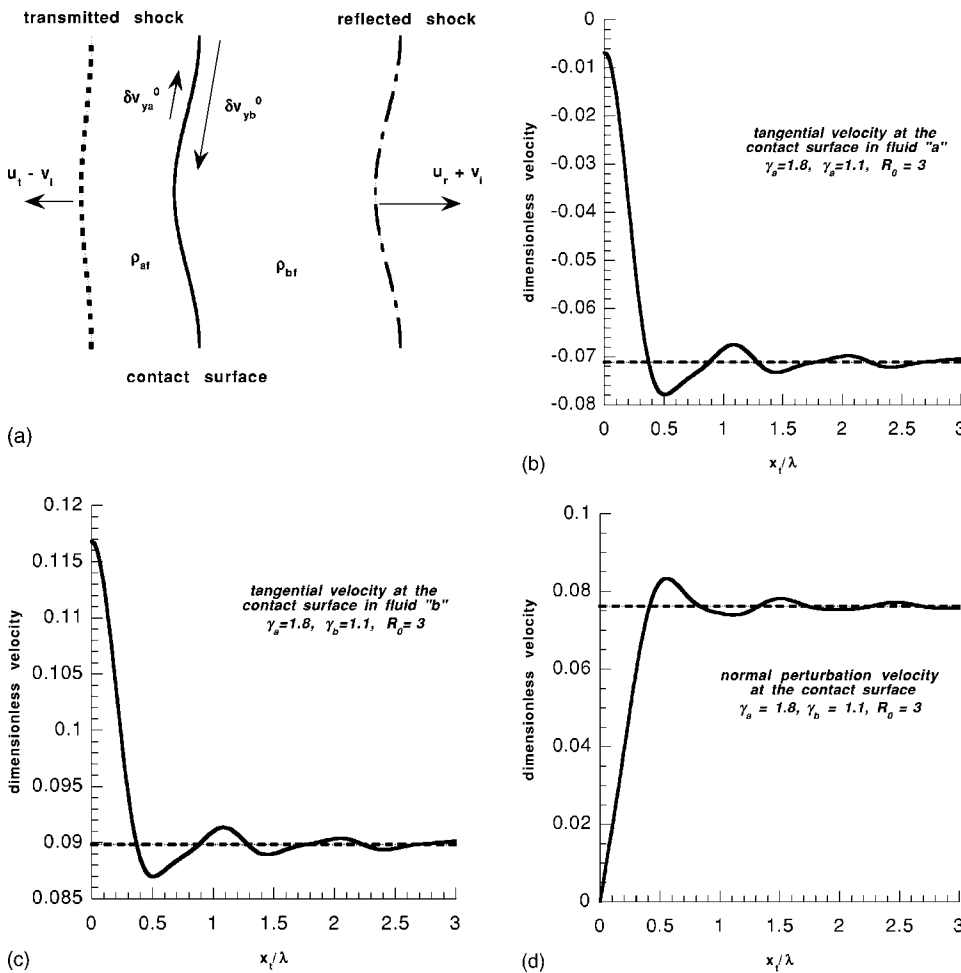 transmitted shock
reflected shock
δv_ya^0
δv_yb^0
u_t - v_i
u_r + v_i
ρ_af
ρ_bf
contact surface
(a)
0
-0.01
-0.02
-0.03
-0.04
-0.05
-0.06
-0.07
-0.08
dimensionless velocity
tangential velocity at the
contact surface in fluid "a"
γ_a=1.8, γ_a=1.1, R_0 = 3
0 0.5 1 1.5 2 2.5 3
x_t/λ
(b)
0.12
0.115
0.11
0.105
0.1
0.095
0.09
0.085
dimensionless velocity
tangential velocity at the
contact surface in fluid "b"
γ_a=1.8, γ_b=1.1, R_0= 3
0 0.5 1 1.5 2 2.5 3
x_t/λ
(c)
0.1
0.08
0.06
0.04
0.02
0
dimensionless velocity
normal perturbation velocity
at the contact surface
γ_a = 1.8, γ_b = 1.1, R_0 = 3
0 0.5 1 1.5 2 2.5 3
x_t/λ
(d)